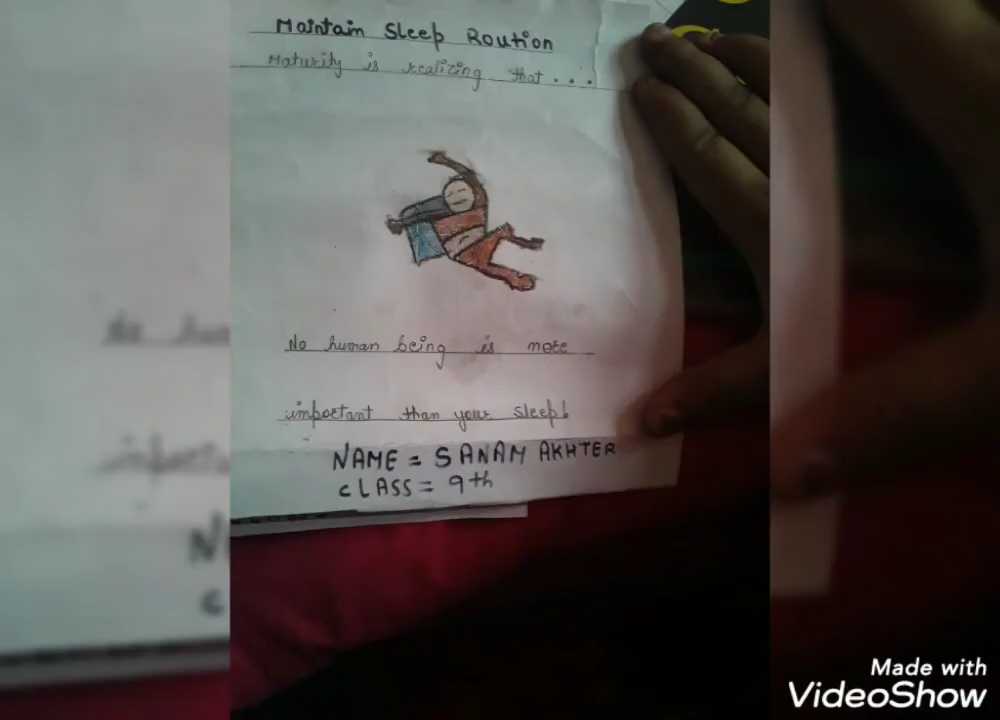 Maintain Sleep Roution
Maturity is realizing that...
No human being is more
important than your sleep!
NAME = SANAM AKHTER
CLASS = 9th
Made with
VideoShow